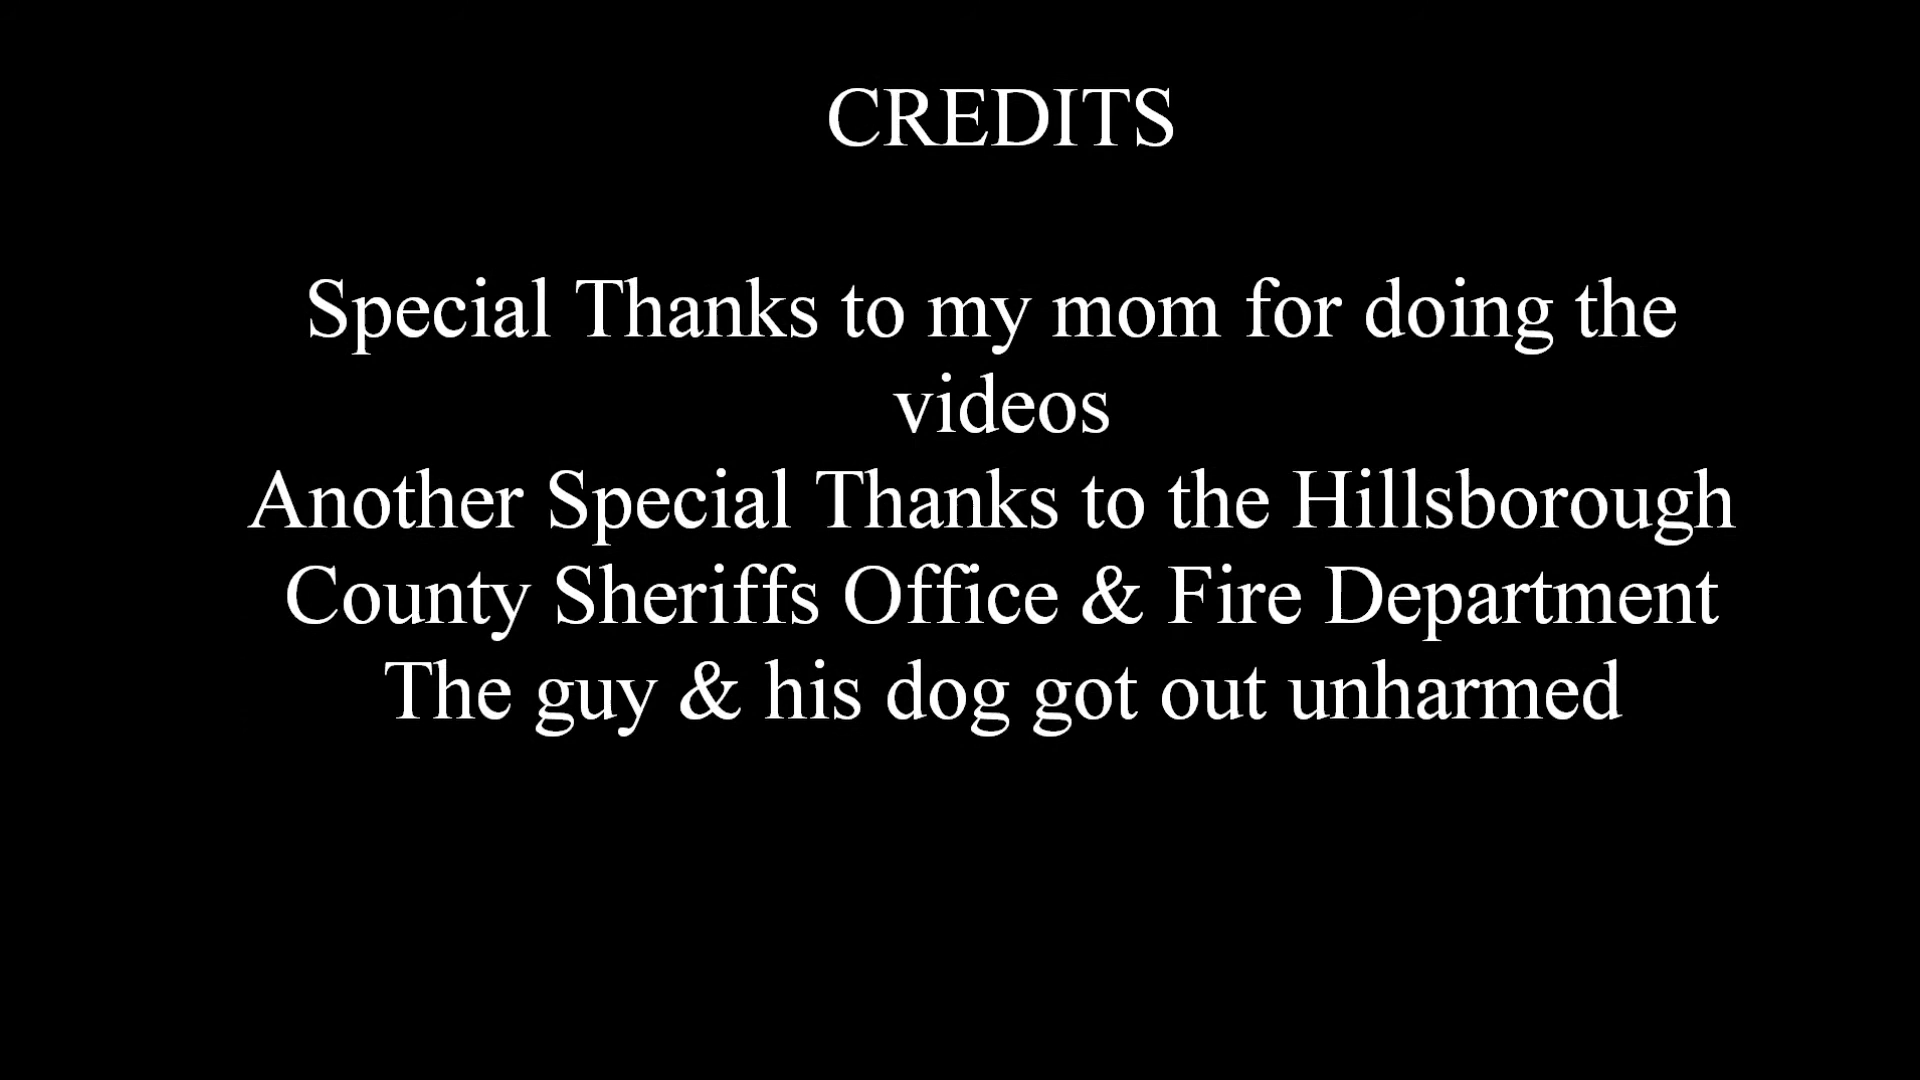 CREDITS
Special Thanks to my mom for doing the
videos
Another Special Thanks to the Hillsborough
County Sheriffs Office & Fire Department
The guy & his dog got out unharmed